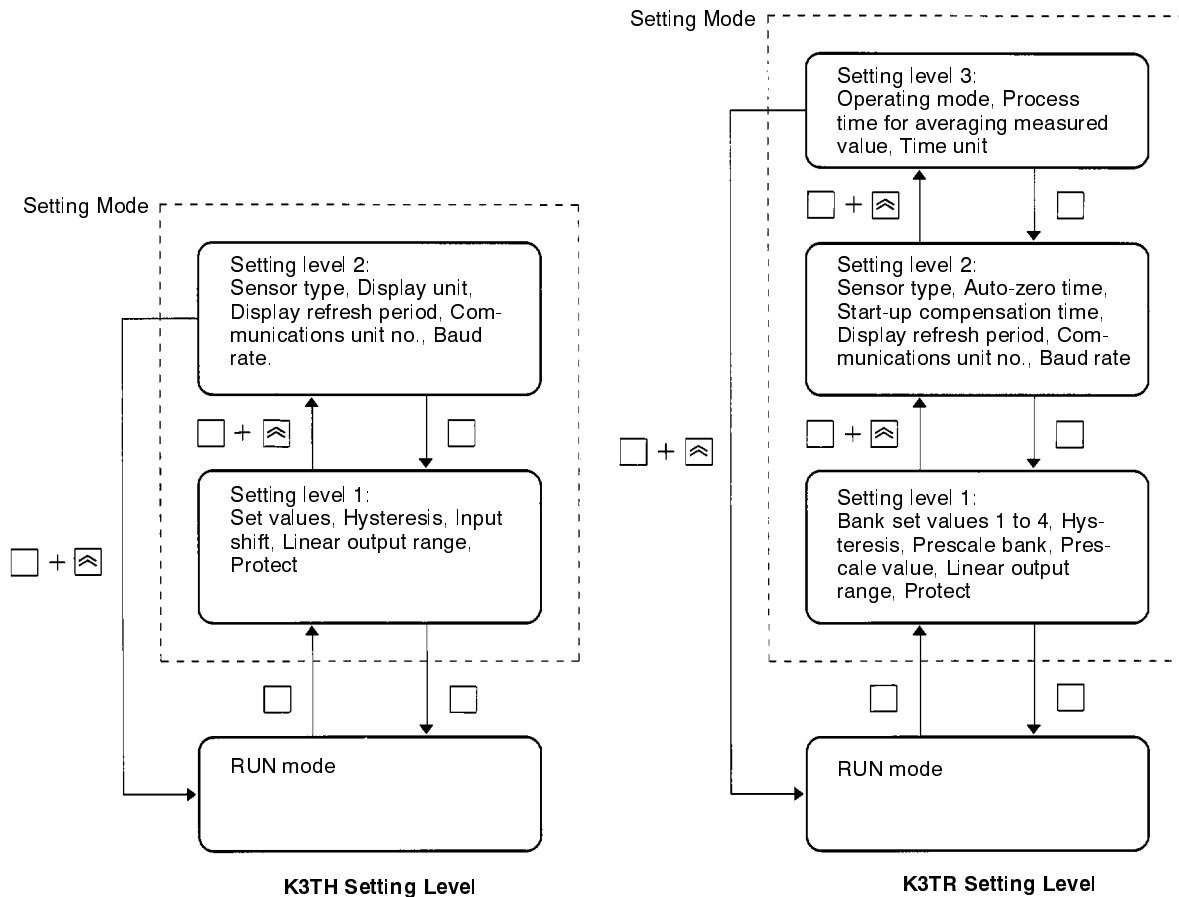 Setting Mode
Setting level 2:
Sensor type, Display unit,
Display refresh period, Com-
munications unit no., Baud
rate.
+
+
Setting level 1:
Set values, Hysteresis, Input
shift, Linear output range,
Protect
RUN mode
K3TH Setting Level
Setting Mode
Setting level 3:
Operating mode, Process
time for averaging measured
value, Time unit
+
Setting level 2:
Sensor type, Auto-zero time,
Start-up compensation time,
Display refresh period, Com-
munications unit no., Baud rate
+
+
Setting level 1:
Bank set values 1 to 4, Hys-
teresis, Prescale bank, Pres-
cale value, Linear output
range, Protect
RUN mode
K3TR Setting Level